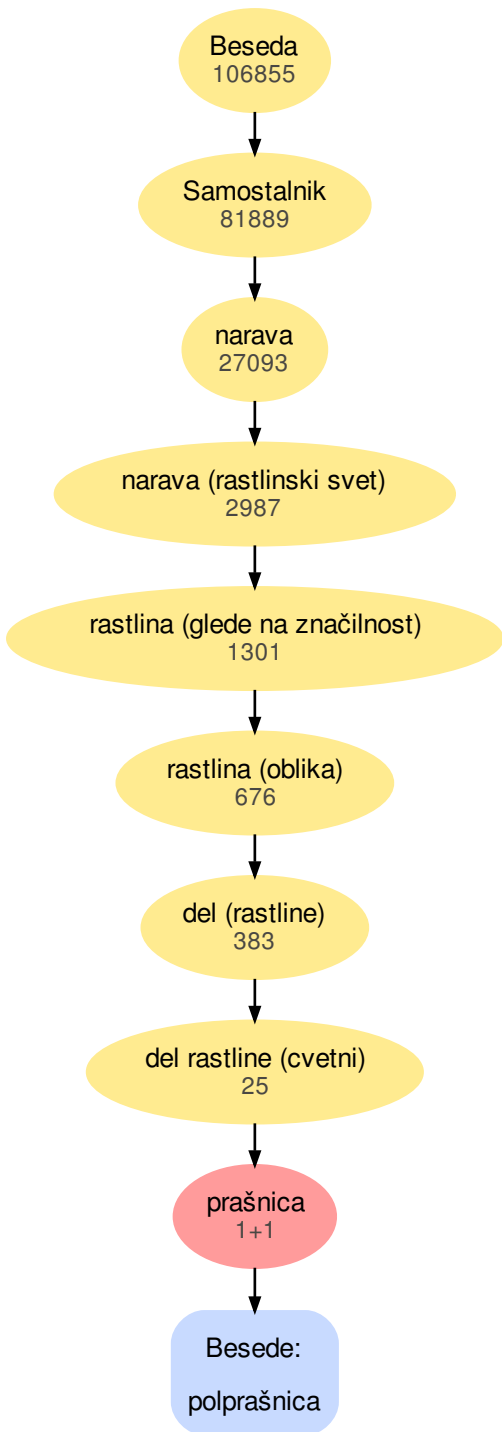 Beseda
106855
Samostalnik
81889
narava
27093
narava (rastlinski svet)
2987
rastlina (glede na značilnost)
1301
rastlina (oblika)
676
del (rastline)
383
del rastline (cvetni)
25
prašnica
1+1
Besede:
polprašnica